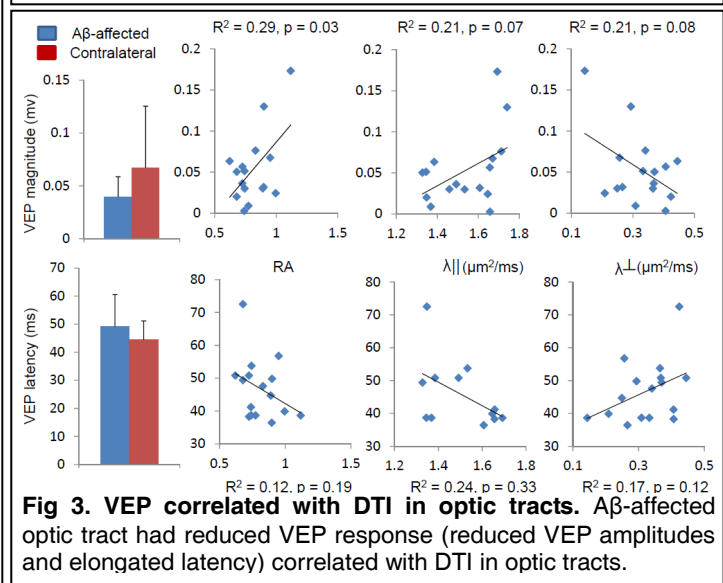 Aβ-affected
Contralateral
R² = 0.29, p = 0.03
R² = 0.21, p = 0.07
R² = 0.21, p = 0.08
VEP magnitude (mv)
0.15
0.1
0.05
0
0.2
0.15
0.1
0.05
0
0 0.5 1 1.5
0.2
0.15
0.1
0.05
0
1.2 1.4 1.6 1.8
0.2
0.15
0.1
0.05
0
0.1 0.3 0.5
RA
λ||(µm²/ms)
λ⊥(µm²/ms)
VEP latency (ms)
70
60
50
40
30
20
10
0
80
70
60
50
40
30
0 0.5 1 1.5
80
70
60
50
40
30
1.2 1.4 1.6 1.8
80
70
60
50
40
30
0.1 0.3 0.5
R² = 0.12, p = 0.19
R² = 0.24, p = 0.33
R² = 0.17, p = 0.12
Fig 3. VEP correlated with DTI in optic tracts. Aβ-affected
optic tract had reduced VEP response (reduced VEP amplitudes
and elongated latency) correlated with DTI in optic tracts.